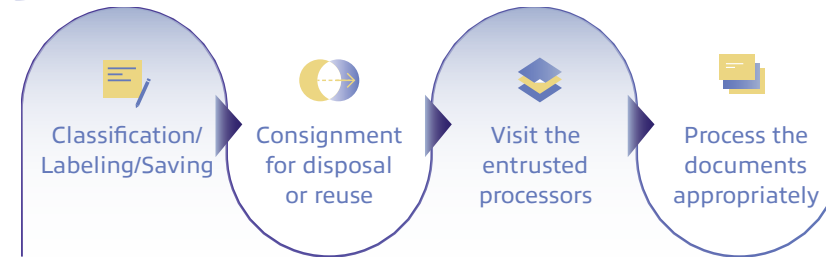 Classification/
Labeling/Saving
Consignment
for disposal
or reuse
Visit the
entrusted
processors
Process the
documents
appropriately